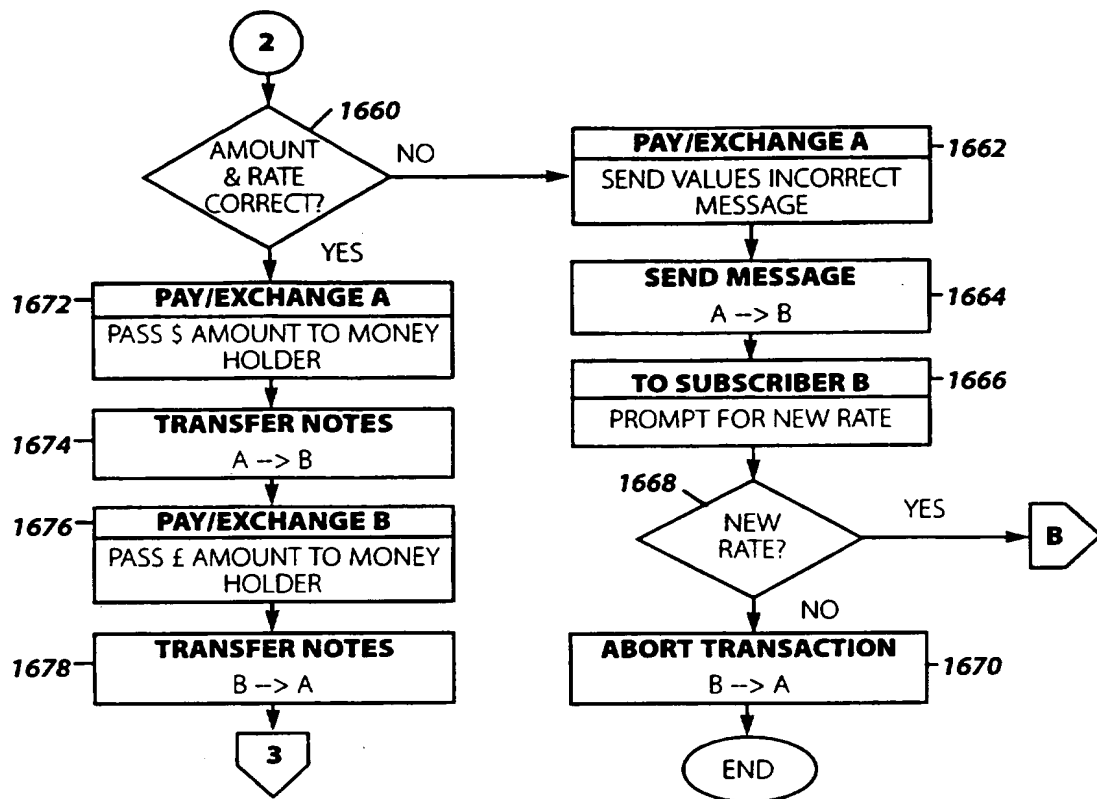 2
1660
AMOUNT
& RATE
CORRECT?
NO
YES
1672
PAY/EXCHANGE A
PASS $ AMOUNT TO MONEY
HOLDER
1674
TRANSFER NOTES
A --> B
1676
PAY/EXCHANGE B
PASS £ AMOUNT TO MONEY
HOLDER
1678
TRANSFER NOTES
B --> A
3
PAY/EXCHANGE A
1662
SEND VALUES INCORRECT
MESSAGE
SEND MESSAGE
1664
A --> B
TO SUBSCRIBER B
1666
PROMPT FOR NEW RATE
1668
NEW
RATE?
YES
B
NO
ABORT TRANSACTION
1670
B --> A
END